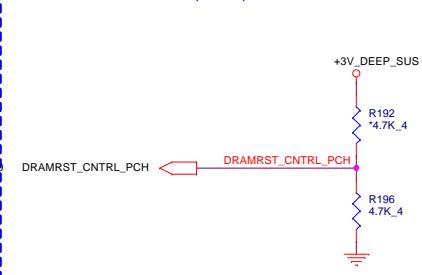 +3V_DEEP_SUS
R192
*4.7K_4
DRAMRST_CNTRL_PCH
DRAMRST_CNTRL_PCH
R196
4.7K_4